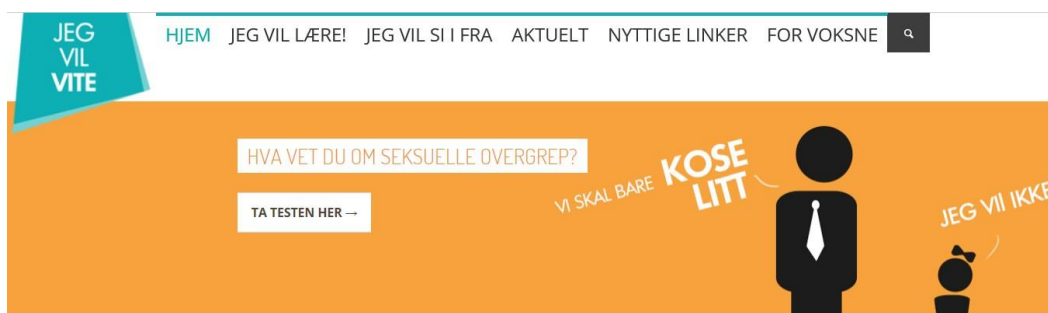 JEG
VIL
VITE
HJEM JEG VIL LÆRE! JEG VIL SI I FRA AKTUELT NYTTIGE LINKER FOR VOKSNE
HVA VET DU OM SEKSUELLE OVERGREP?
TA TESTEN HER →
VI SKAL BARE KOSE
LITT
JEG VIl IKKE